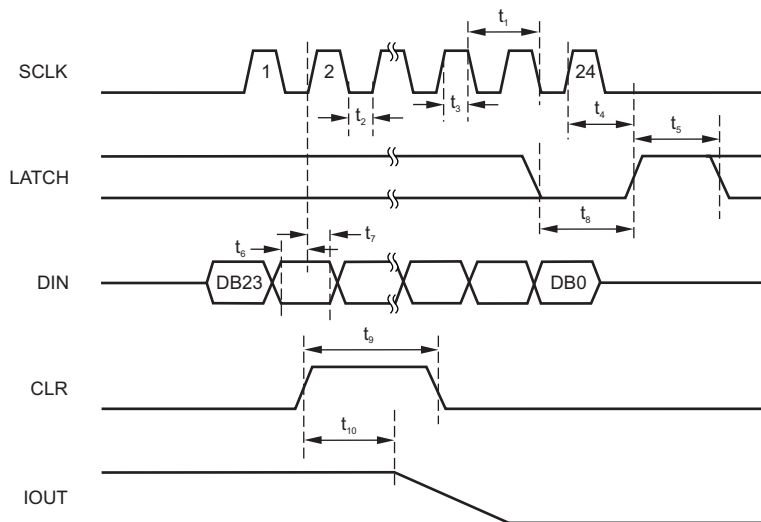 t₁
SCLK 1 2 24
t₂ t₃ t₄ t₅
LATCH
t₈
t₆ t₇
DIN DB23 DB0
t₉
CLR
t₁₀
IOUT